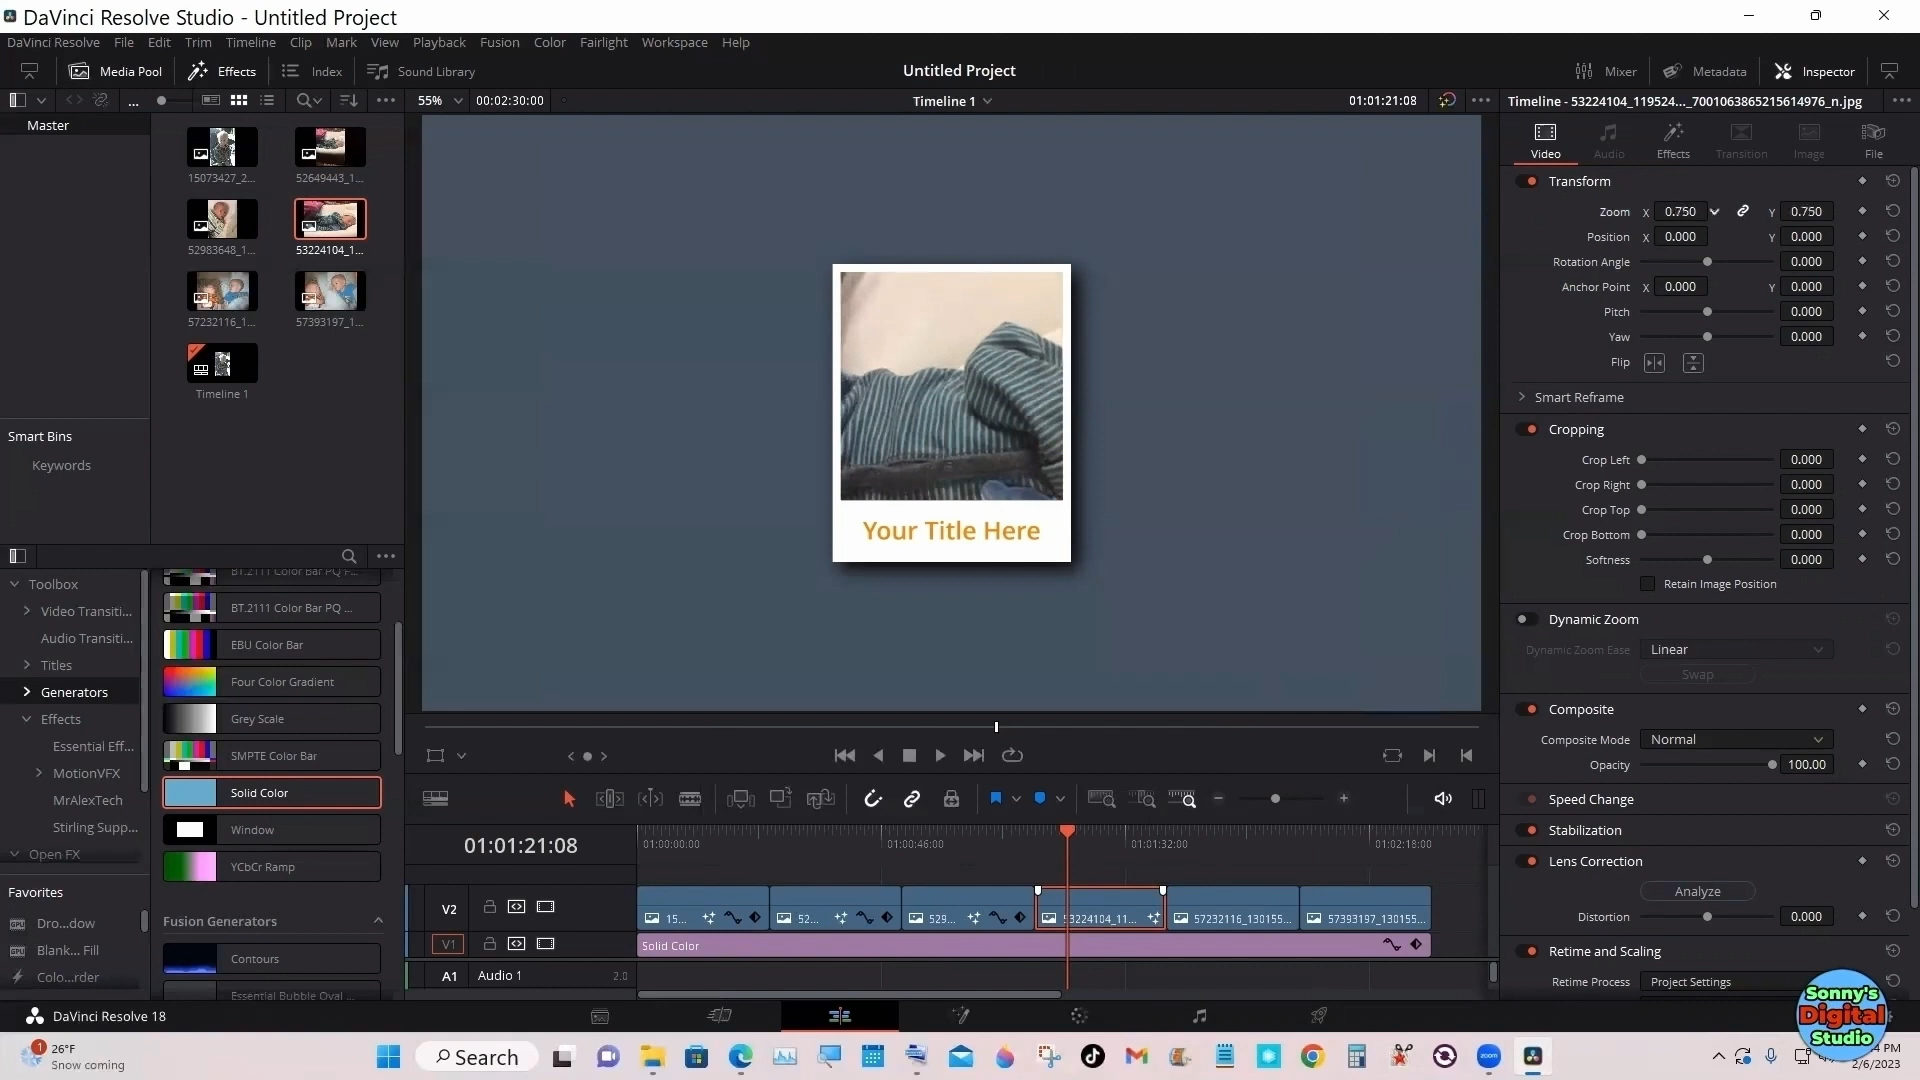 DaVinci Resolve Studio - Untitled Project
DaVinci Resolve File Edit Trim Timeline Clip Mark View Playback Fusion Color Fairlight Workspace Help
Media Pool Effects Index Sound Library Untitled Project Mixer Metadata Inspector
... 55% 00:02:30:00 Timeline 1 01:01:21:08 Timeline - 53224104_119524..._7001063865215614976_n.jpg
Master
15073427_2... 52649443_1...
52983648_1... 53224104_1...
57232116_1... 57393197_1...
Timeline 1
Smart Bins
Keywords
Your Title Here
Video Audio Effects Transition Image File
Transform
Zoom X 0.750 Y 0.750
Position X 0.000 Y 0.000
Rotation Angle 0.000
Anchor Point X 0.000 Y 0.000
Pitch 0.000
Yaw 0.000
Flip
Smart Reframe
Cropping
Crop Left 0.000
Crop Right 0.000
Crop Top 0.000
Crop Bottom 0.000
Softness 0.000
Retain Image Position
Dynamic Zoom
Dynamic Zoom Ease Linear
Swap
Composite
Composite Mode Normal
Opacity 100.00
Speed Change
Stabilization
Lens Correction
Analyze
Distortion 0.000
Retime and Scaling
Retime Process Project Settings
Toolbox
Video Transiti...
Audio Transiti...
Titles
Generators
Effects
Essential Eff...
MotionVFX
MrAlexTech
Stirling Supp...
Open FX
Favorites
Dro...dow
Blank... Fill
Colo...rder
BT.2111 Color Bar PQ F...
BT.2111 Color Bar PQ ...
EBU Color Bar
Four Color Gradient
Grey Scale
SMPTE Color Bar
Solid Color
Window
YCbCr Ramp
Fusion Generators
Contours
Essential Bubble Oval ...
01:01:21:08 01:00:00:00 01:00:46:00 01:01:32:00 01:02:18:00
V2 15... 52... 529... 53224104_11... 57232116_130155... 57393197_130155...
V1 Solid Color
A1 Audio 1 2.0
DaVinci Resolve 18
Sonny's
Digital
Studio
1
26°F
Snow coming
Search
zoom
PM
2/6/2023